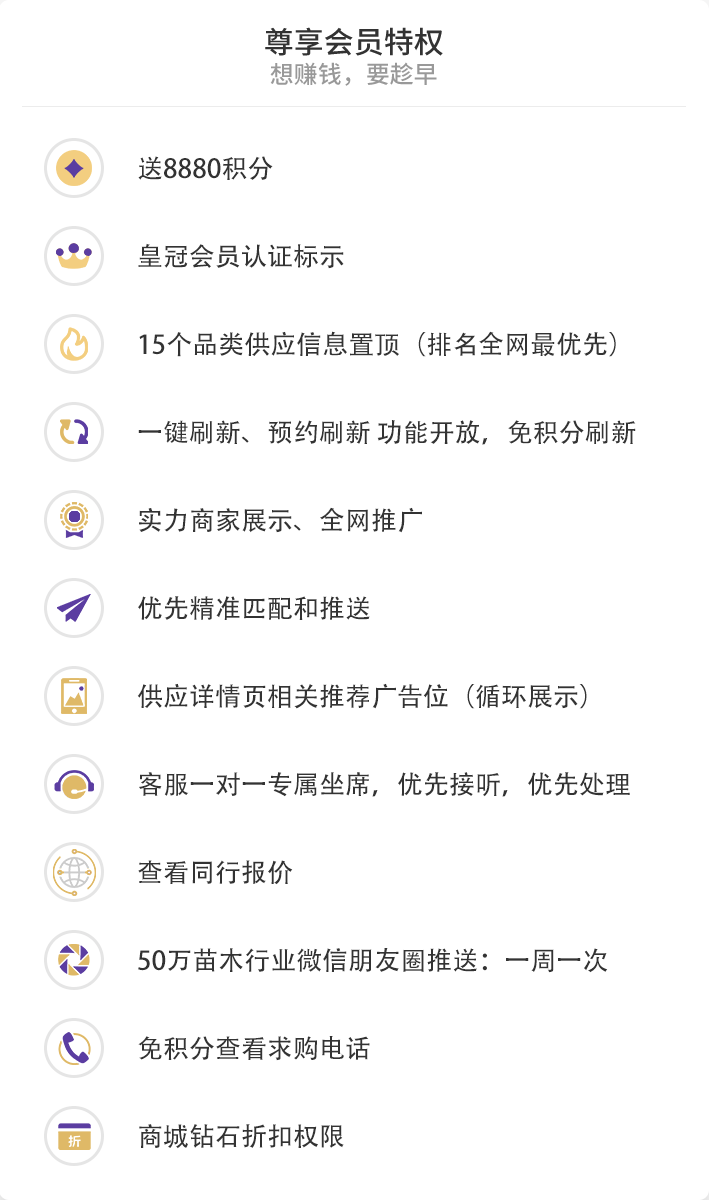 尊享会员特权
想赚钱，要趁早
送8880积分
皇冠会员认证标示
15个品类供应信息置顶（排名全网最优先）
一键刷新、预约刷新 功能开放，免积分刷新
实力商家展示、全网推广
优先精准匹配和推送
供应详情页相关推荐广告位（循环展示）
客服一对一专属坐席，优先接听，优先处理
查看同行报价
50万苗木行业微信朋友圈推送：一周一次
免积分查看求购电话
折
商城钻石折扣权限